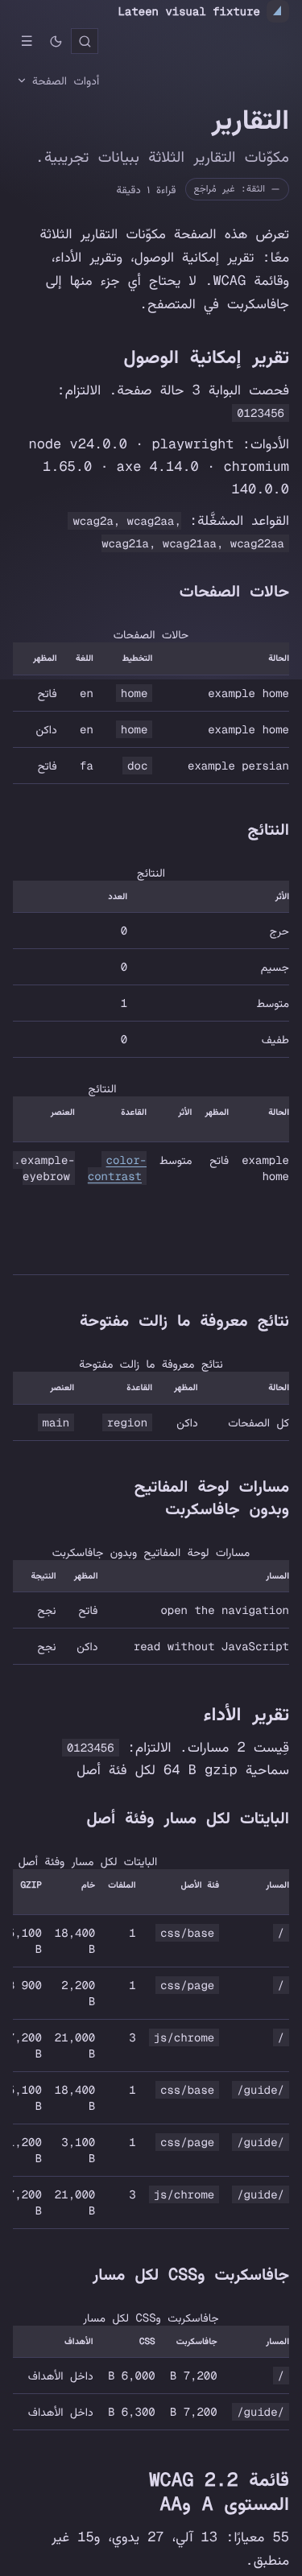 Lateen visual fixture
أدوات الصفحة
التقارير
مكوّنات التقارير الثلاثة ببيانات تجريبية.
— الثقة: غير مُراجَع
قراءة ١ دقيقة
تعرض هذه الصفحة مكوّنات التقارير الثلاثة
معًا: تقرير إمكانية الوصول، وتقرير الأداء،
وقائمة WCAG. لا يحتاج أي جزء منها إلى
جافاسكربت في المتصفح.
تقرير إمكانية الوصول
فحصت البوابة 3 حالة صفحة. الالتزام:
0123456
الأدوات: node v24.0.0 · playwright
1.65.0 · axe 4.14.0 · chromium
140.0.0
القواعد المشغَّلة: wcag2a, wcag2aa,
wcag21a, wcag21aa, wcag22aa
حالات الصفحات
حالات الصفحات
الحالة التخطيط اللغة المظهر
example home home en فاتح
example home home en داكن
example persian doc fa فاتح
النتائج
النتائج
الأثر العدد
حرج 0
جسيم 0
متوسط 1
طفيف 0
النتائج
الحالة المظهر الأثر القاعدة العنصر
example فاتح متوسط color- .example-
home contrast eyebrow
نتائج معروفة ما زالت مفتوحة
نتائج معروفة ما زالت مفتوحة
الحالة المظهر القاعدة العنصر
كل الصفحات داكن region main
مسارات لوحة المفاتيح
وبدون جافاسكربت
مسارات لوحة المفاتيح وبدون جافاسكربت
المسار المظهر النتيجة
open the navigation فاتح نجح
read without JavaScript داكن نجح
تقرير الأداء
قِيست 2 مسارات. الالتزام: 0123456
سماحية 64 B gzip لكل فئة أصل
البايتات لكل مسار وفئة أصل
البايتات لكل مسار وفئة أصل
المسار فئة الأصل الملفات خام GZIP
/ css/base 1 18,400 B ,100 B
/ css/page 1 2,200 B 900
/ js/chrome 3 21,000 B ,200 B
/guide/ css/base 1 18,400 B ,100 B
/guide/ css/page 1 3,100 B ,200 B
/guide/ js/chrome 3 21,000 B ,200 B
جافاسكربت وCSS لكل مسار
جافاسكربت وCSS لكل مسار
المسار جافاسكربت CSS الأهداف
/ 7,200 B 6,000 B داخل الأهداف
/guide/ 7,200 B 6,300 B داخل الأهداف
قائمة WCAG 2.2
المستوى A وAA
55 معيارًا: 13 آلي، 27 يدوي، و15 غير
منطبق.